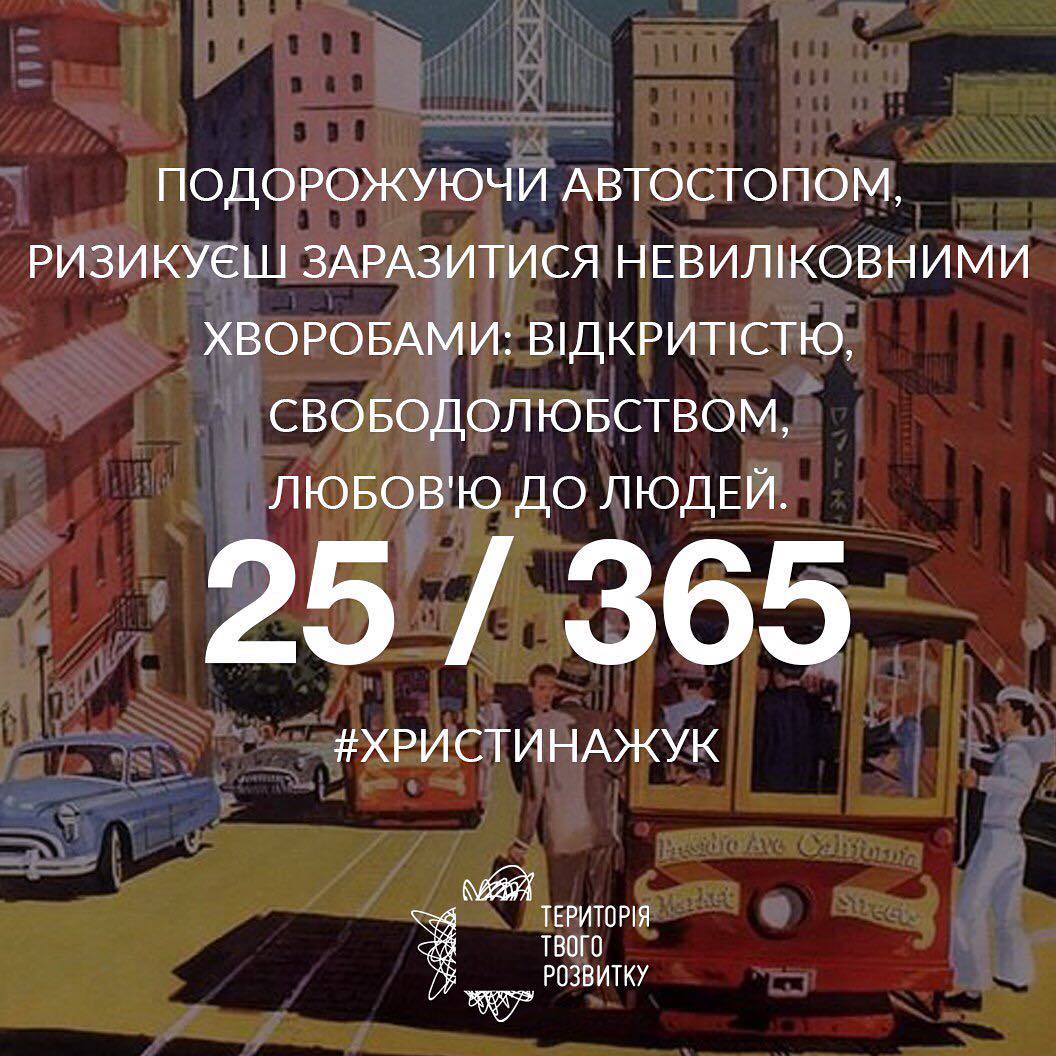 ПОДОРОЖУЮЧИ АВТОСТОПОМ,
РИЗИКУЄШ ЗАРАЗИТИСЯ НЕВИЛІКОВНИМИ
ХВОРОБАМИ: ВІДКРИТІСТЮ,
СВОБОДОЛЮБСТВОМ,
ЛЮБОВ'Ю ДО ЛЮДЕЙ.
25 / 365
#ХРИСТИНАЖУК
Presidio Ave California
Market Streets
ТЕРИТОРІЯ
ТВОГО
РОЗВИТКУ